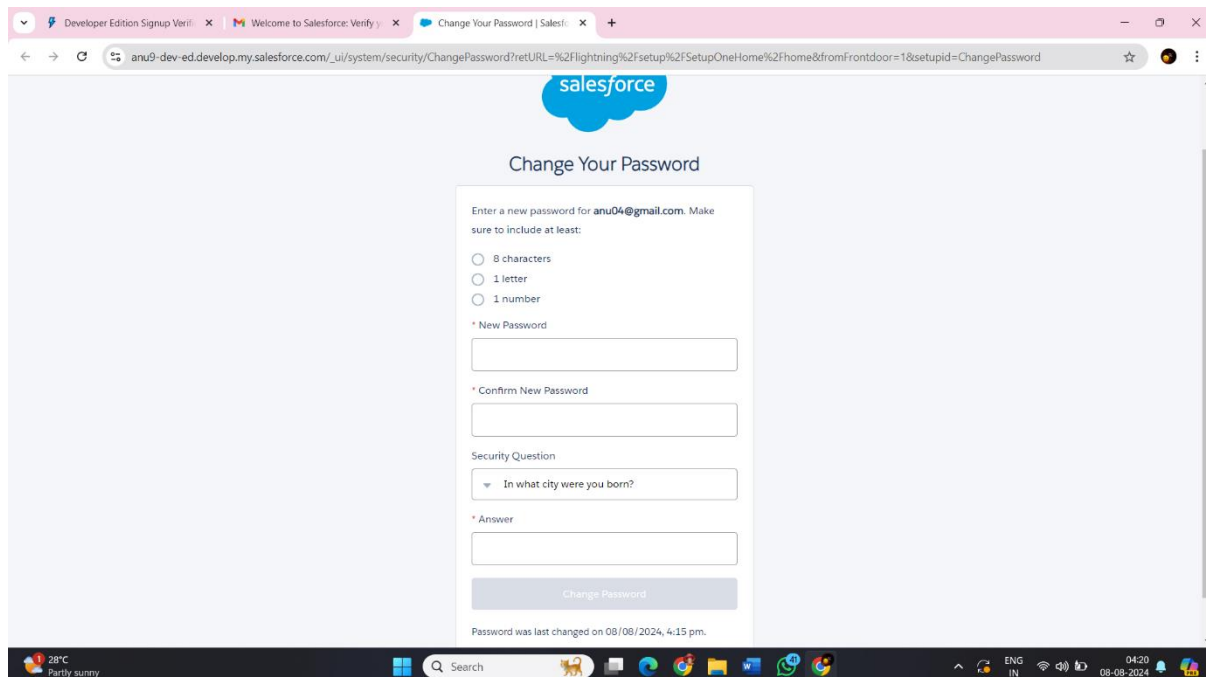 Developer Edition Signup Verifi
Welcome to Salesforce: Verify y
Change Your Password | Salesfo
anu9-dev-ed.develop.my.salesforce.com/_ui/system/security/ChangePassword?retURL=%2Flightning%2Fsetup%2FSetupOneHome%2Fhome&fromFrontdoor=1&setupid=ChangePassword
salesforce
Change Your Password
Enter a new password for anu04@gmail.com. Make
sure to include at least:
8 characters
1 letter
1 number
* New Password
* Confirm New Password
Security Question
In what city were you born?
* Answer
Change Password
Password was last changed on 08/08/2024, 4:15 pm.
1
28°C
Partly sunny
Search
41
ENG
IN
04:20
08-08-2024